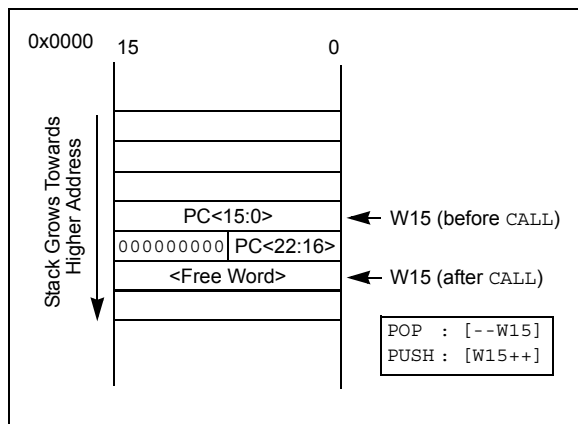 0x0000
15 0
Stack Grows Towards
Higher Address
PC<15:0>
W15 (before CALL)
000000000 PC<22:16>
<Free Word>
W15 (after CALL)
POP : [--W15]
PUSH : [W15++]